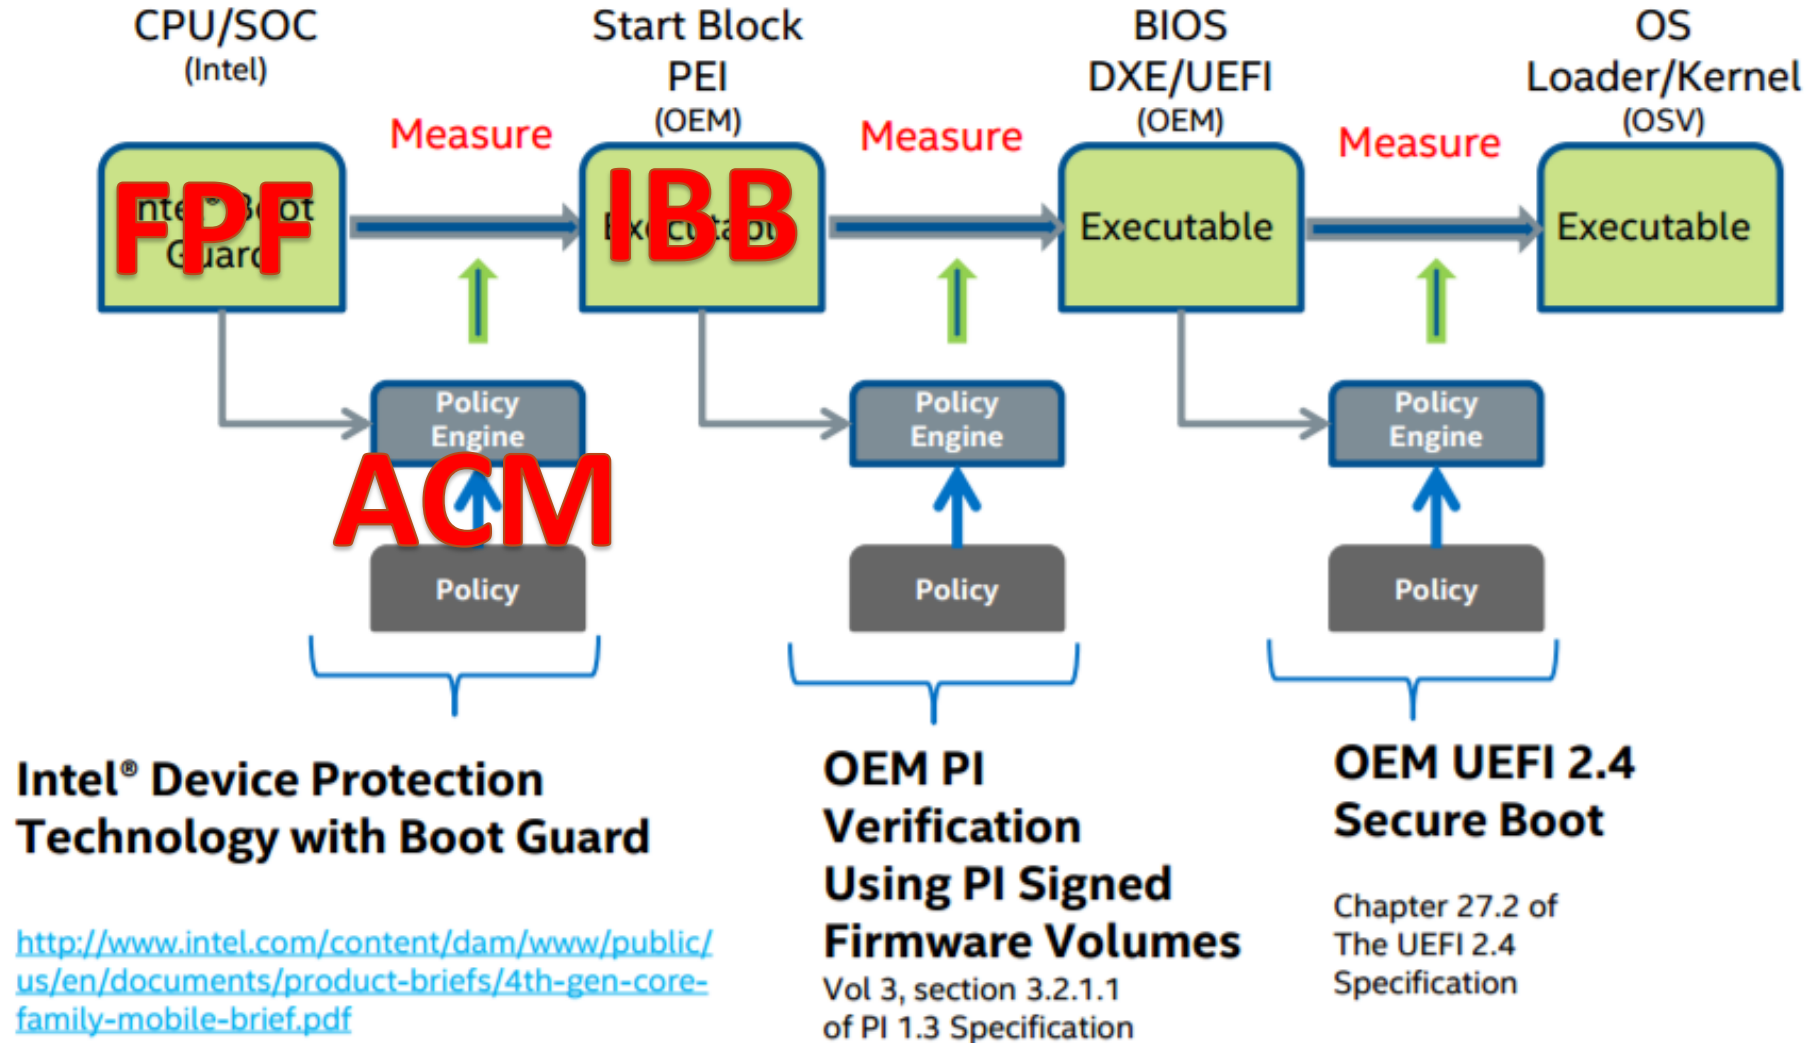 CPU/SOC
(Intel)
Start Block
PEI
(OEM)
BIOS
DXE/UEFI
(OEM)
OS
Loader/Kernel
(OSV)
Measure
Measure
Measure
Intel® Boot
Guard
FPF
Executable
IBB
Executable
Executable
Policy
Engine
Policy
Engine
Policy
Engine
ACM
Policy
Policy
Policy
Intel® Device Protection
Technology with Boot Guard
http://www.intel.com/content/dam/www/public/
us/en/documents/product-briefs/4th-gen-core-
family-mobile-brief.pdf
OEM PI
Verification
Using PI Signed
Firmware Volumes
Vol 3, section 3.2.1.1
of PI 1.3 Specification
OEM UEFI 2.4
Secure Boot
Chapter 27.2 of
The UEFI 2.4
Specification